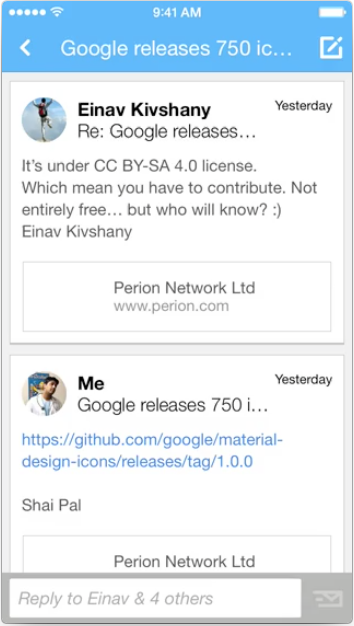 9:41 AM
Google releases 750 ic...
Einav Kivshany
Yesterday
Re: Google releases...
It's under CC BY-SA 4.0 license.
Which mean you have to contribute. Not
entirely free... but who will know? :)
Einav Kivshany
Perion Network Ltd
www.perion.com
Me
Yesterday
Google releases 750 i...
https://github.com/google/material-
design-icons/releases/tag/1.0.0
Shai Pal
Perion Network Ltd
Reply to Einav & 4 others